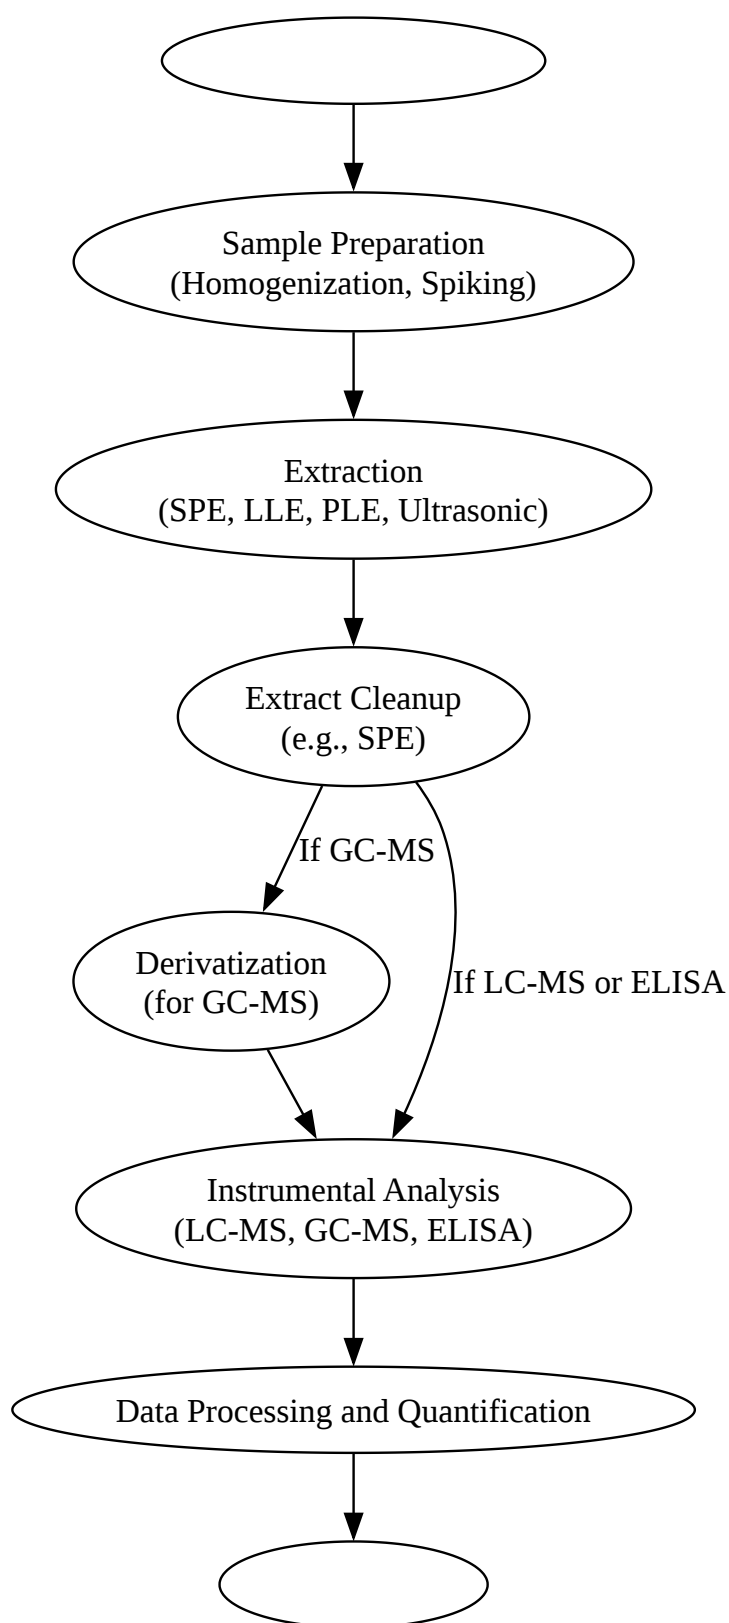 Sample Preparation
(Homogenization, Spiking)
Extraction
(SPE, LLE, PLE, Ultrasonic)
Extract Cleanup
(e.g., SPE)
If GC-MS
Derivatization
(for GC-MS)
If LC-MS or ELISA
Instrumental Analysis
(LC-MS, GC-MS, ELISA)
Data Processing and Quantification